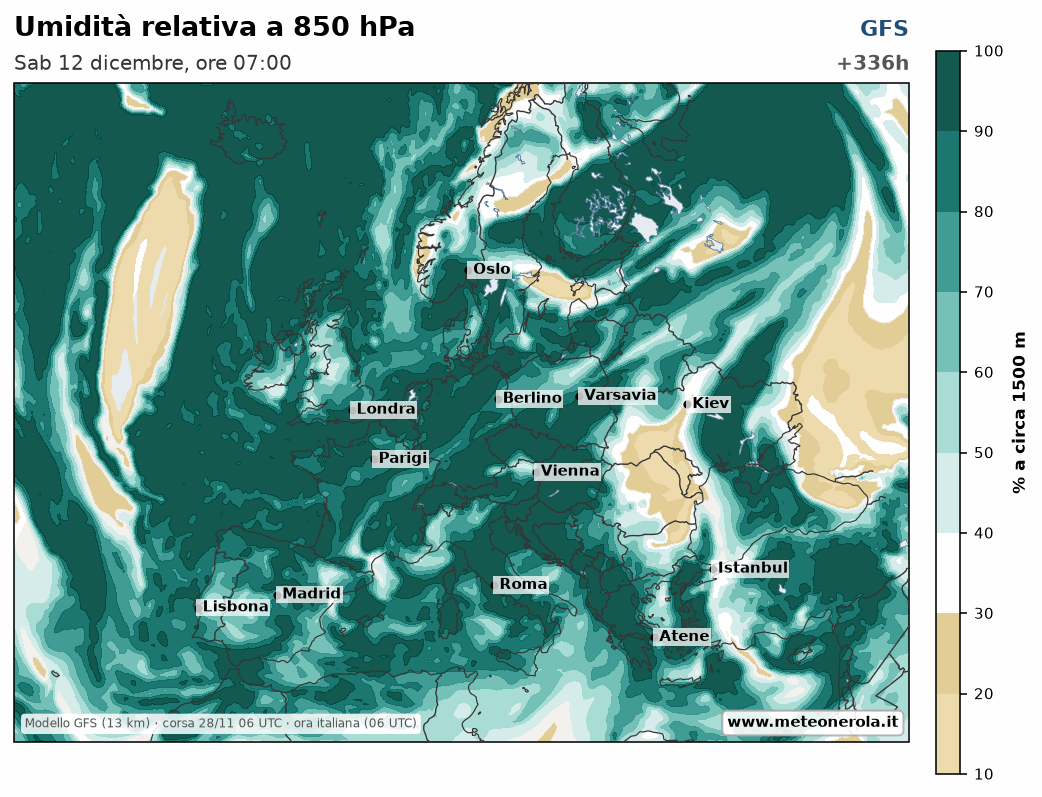 Umidità relativa a 850 hPa
GFS
Sab 12 dicembre, ore 07:00
+336h
100
90
80
70
60
50
40
30
20
10
% a circa 1500 m
Oslo
Londra
Berlino
Varsavia
Kiev
Parigi
Vienna
Istanbul
Roma
Madrid
Lisbona
Atene
Modello GFS (13 km) · corsa 28/11 06 UTC · ora italiana (06 UTC)
www.meteonerola.it